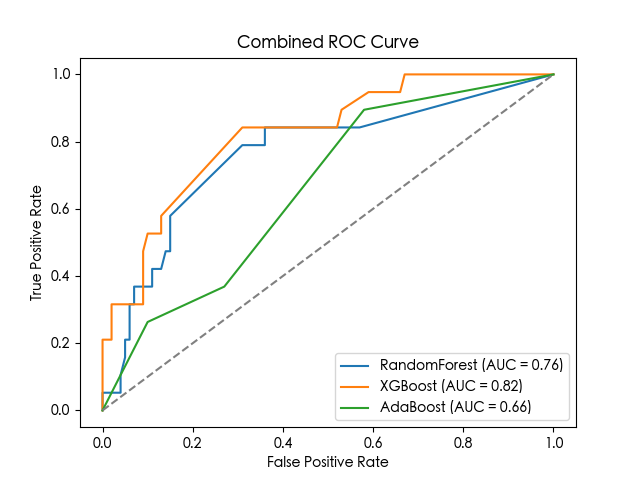 Combined ROC Curve
True Positive Rate
1.0
0.8
0.6
0.4
0.2
0.0
RandomForest (AUC = 0.76)
XGBoost (AUC = 0.82)
AdaBoost (AUC = 0.66)
0.0 0.2 0.4 0.6 0.8 1.0
False Positive Rate